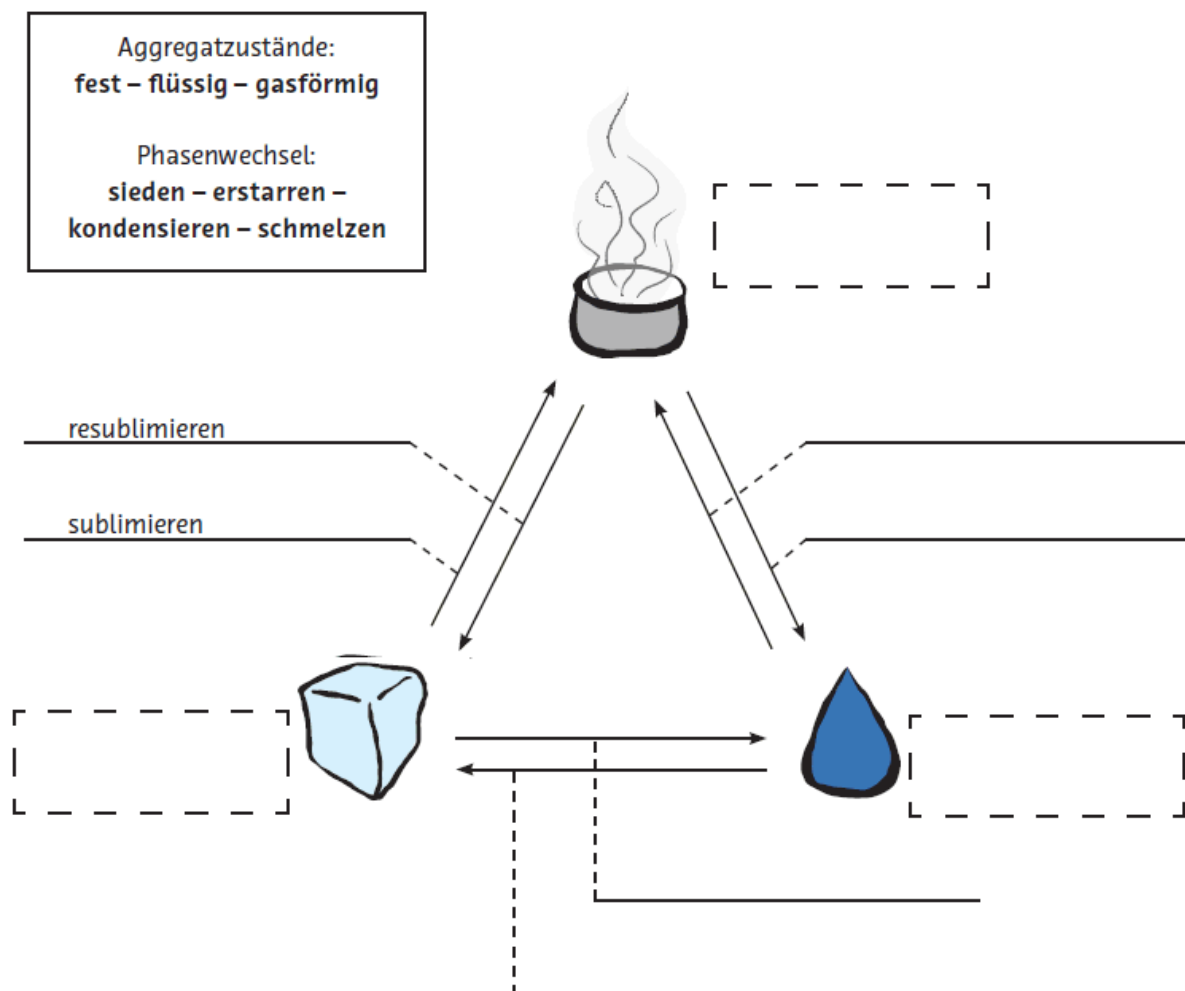 Aggregatzustände:
fest – flüssig – gasförmig
Phasenwechsel:
sieden – erstarren –
kondensieren – schmelzen
resublimieren
sublimieren